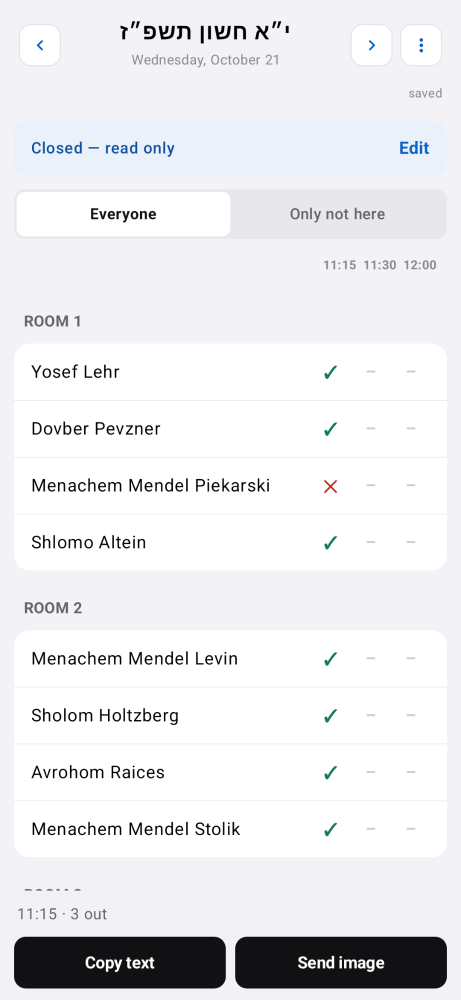 י״א חשון תשפ״ז
Wednesday, October 21
saved
Closed — read only
Edit
Everyone
Only not here
11:15 11:30 12:00
ROOM 1
Yosef Lehr ✓ – –
Dovber Pevzner ✓ – –
Menachem Mendel Piekarski ✕ – –
Shlomo Altein ✓ – –
ROOM 2
Menachem Mendel Levin ✓ – –
Sholom Holtzberg ✓ – –
Avrohom Raices ✓ – –
Menachem Mendel Stolik ✓ – –
11:15 · 3 out
Copy text
Send image